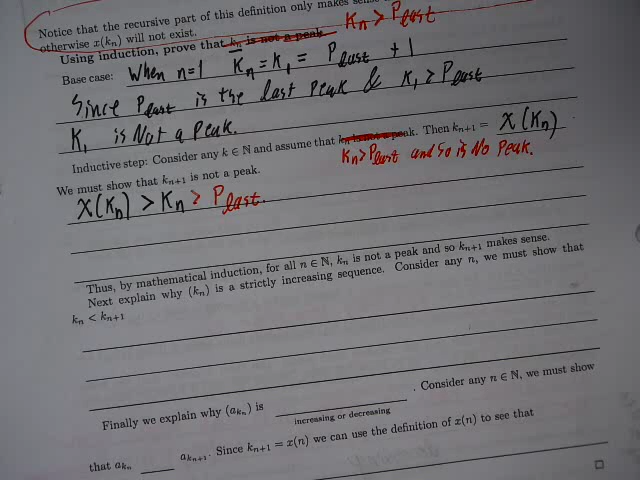 Notice that the recursive part of this definition only makes sense
otherwise x(kn) will not exist.
Kn > Plast
Using induction, prove that kn is not a peak.
Base case: When n=1 Kn = K1 = Plast + 1
Since Plast is the last peak & K1 > Plast
K1 is Not a Peak.
Inductive step: Consider any k ∈ N and assume that kn is not a peak. Then kn+1 = X(Kn)
Kn > Plast and so is No Peak.
We must show that kn+1 is not a peak.
X(Kn) > Kn > Plast.
Thus, by mathematical induction, for all n ∈ N, kn is not a peak and so kn+1 makes sense.
Next explain why (kn) is a strictly increasing sequence. Consider any n, we must show that
kn < kn+1
Finally we explain why (akn) is ____________ . Consider any n ∈ N, we must show
increasing or decreasing
that akn ____ akn+1. Since kn+1 = x(n) we can use the definition of x(n) to see that